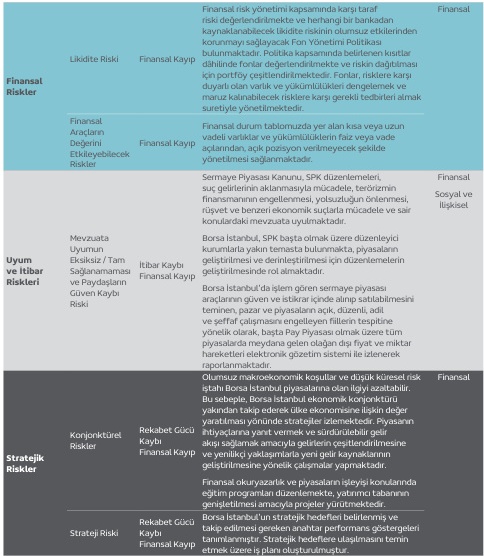 Finansal
Riskler
Likidite Riski
Finansal Kayıp
Finansal risk yönetimi kapsamında karşı taraf
riski değerlendirilmekte ve herhangi bir bankadan
kaynaklanabilecek likidite riskinin olumsuz etkilerinden
korunmayı sağlayacak Fon Yönetimi Politikası
bulunmaktadır. Politika kapsamında belirlenen kısıtlar
dâhilinde fonlar değerlendirilmekte ve riskin dağıtılması
için portföy çeşitlendirilmektedir. Fonlar, risklere karşı
duyarlı olan varlık ve yükümlülükleri dengelemek ve
maruz kalınabilecek risklere karşı gerekli tedbirleri almak
suretiyle yönetilmektedir.
Finansal
Finansal
Araçların
Değerini
Etkileyebilecek
Riskler
Finansal Kayıp
Finansal durum tablomuzda yer alan kısa veya uzun
vadeli varlıklar ve yükümlülüklerin faiz veya vade
açılarından, açık pozisyon verilmeyecek şekilde
yönetilmesi sağlanmaktadır.
Uyum
ve İtibar
Riskleri
Mevzuata
Uyumun
Eksiksiz / Tam
Sağlanamaması
ve Paydaşların
Güven Kaybı
Riski
İtibar Kaybı
Finansal Kayıp
Sermaye Piyasası Kanunu, SPK düzenlemeleri,
suç gelirlerinin aklanmasıyla mücadele, terörizmin
finansmanının engellenmesi, yolsuzluğun önlenmesi,
rüşvet ve benzeri ekonomik suçlarla mücadele ve sair
konulardaki mevzuata uyulmaktadır.
Borsa İstanbul, SPK başta olmak üzere düzenleyici
kurumlarla yakın temasta bulunmakta, piyasaların
geliştirilmesi ve derinleştirilmesi için düzenlemelerin
geliştirilmesinde rol almaktadır.
Borsa İstanbul'da işlem gören sermaye piyasası
araçlarının güven ve istikrar içinde alınıp satılabilmesini
teminen, pazar ve piyasaların açık, düzenli, adil
ve şeffaf çalışmasını engelleyen fiillerin tespitine
yönelik olarak, başta Pay Piyasası olmak üzere tüm
piyasalarda meydana gelen olağan dışı fiyat ve miktar
hareketleri elektronik gözetim sistemi ile izlenerek
raporlanmaktadır.
Finansal
Sosyal ve
İlişkisel
Stratejik
Riskler
Konjonktürel
Riskler
Rekabet Gücü
Kaybı
Finansal Kayıp
Olumsuz makroekonomik koşullar ve düşük küresel risk
iştahı Borsa İstanbul piyasalarına olan ilgiyi azaltabilir.
Bu sebeple, Borsa İstanbul ekonomik konjonktürü
yakından takip ederek ülke ekonomisine ilişkin değer
yaratılması yönünde stratejiler izlemektedir. Piyasanın
ihtiyaçlarına yanıt vermek ve sürdürülebilir gelir
akışı sağlamak amacıyla gelirlerin çeşitlendirilmesine
ve yenilikçi yaklaşımlarla yeni gelir kaynaklarının
geliştirilmesine yönelik çalışmalar yapmaktadır.
Finansal okuryazarlık ve piyasaların işleyişi konularında
eğitim programları düzenlemekte, yatırımcı tabanının
genişletilmesi amacıyla projeler yürütmektedir.
Finansal
Strateji Riski
Rekabet Gücü
Kaybı
Finansal Kayıp
Borsa İstanbul'un stratejik hedefleri belirlenmiş ve
takip edilmesi gereken anahtar performans göstergeleri
tanımlanmıştır. Stratejik hedeflere ulaşılmasını temin
etmek üzere iş planı oluşturulmuştur.